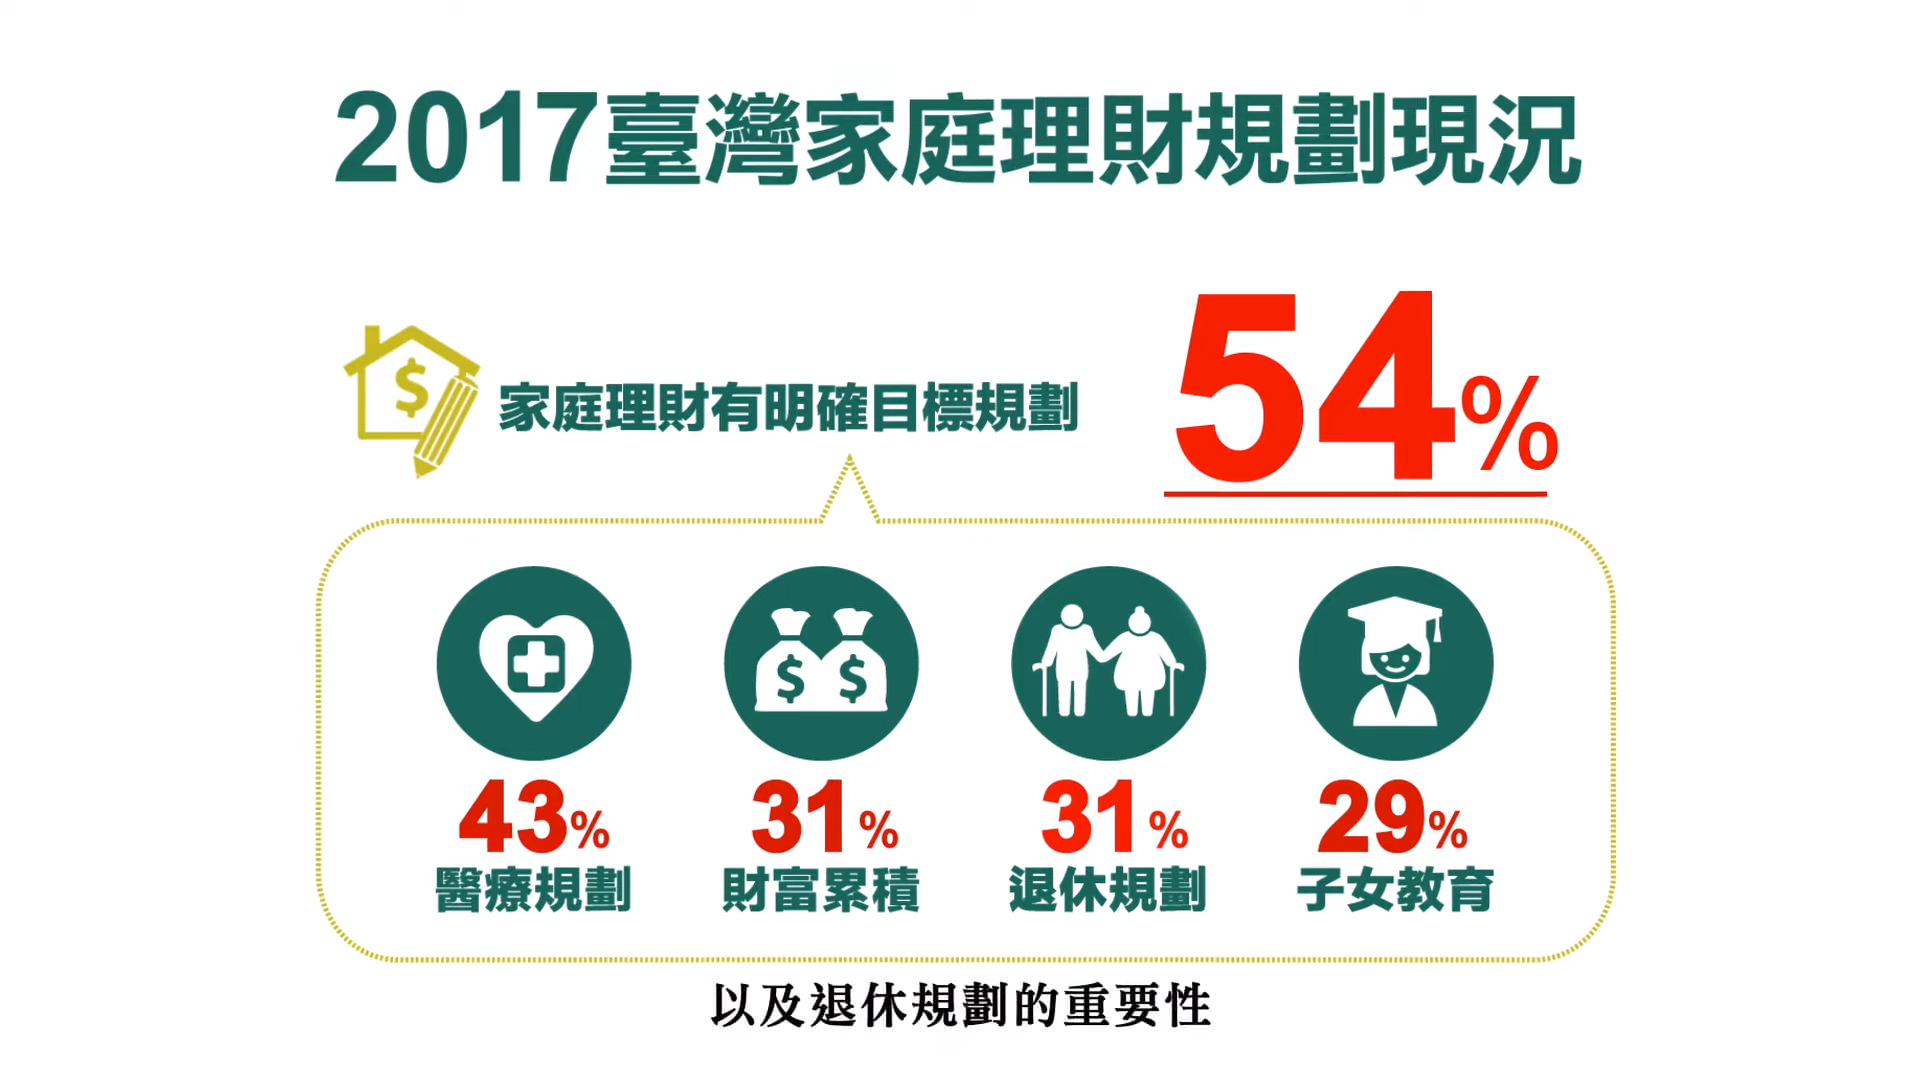 2017臺灣家庭理財規劃現況
家庭理財有明確目標規劃
54%
43%
醫療規劃
31%
財富累積
31%
退休規劃
29%
子女教育
以及退休規劃的重要性